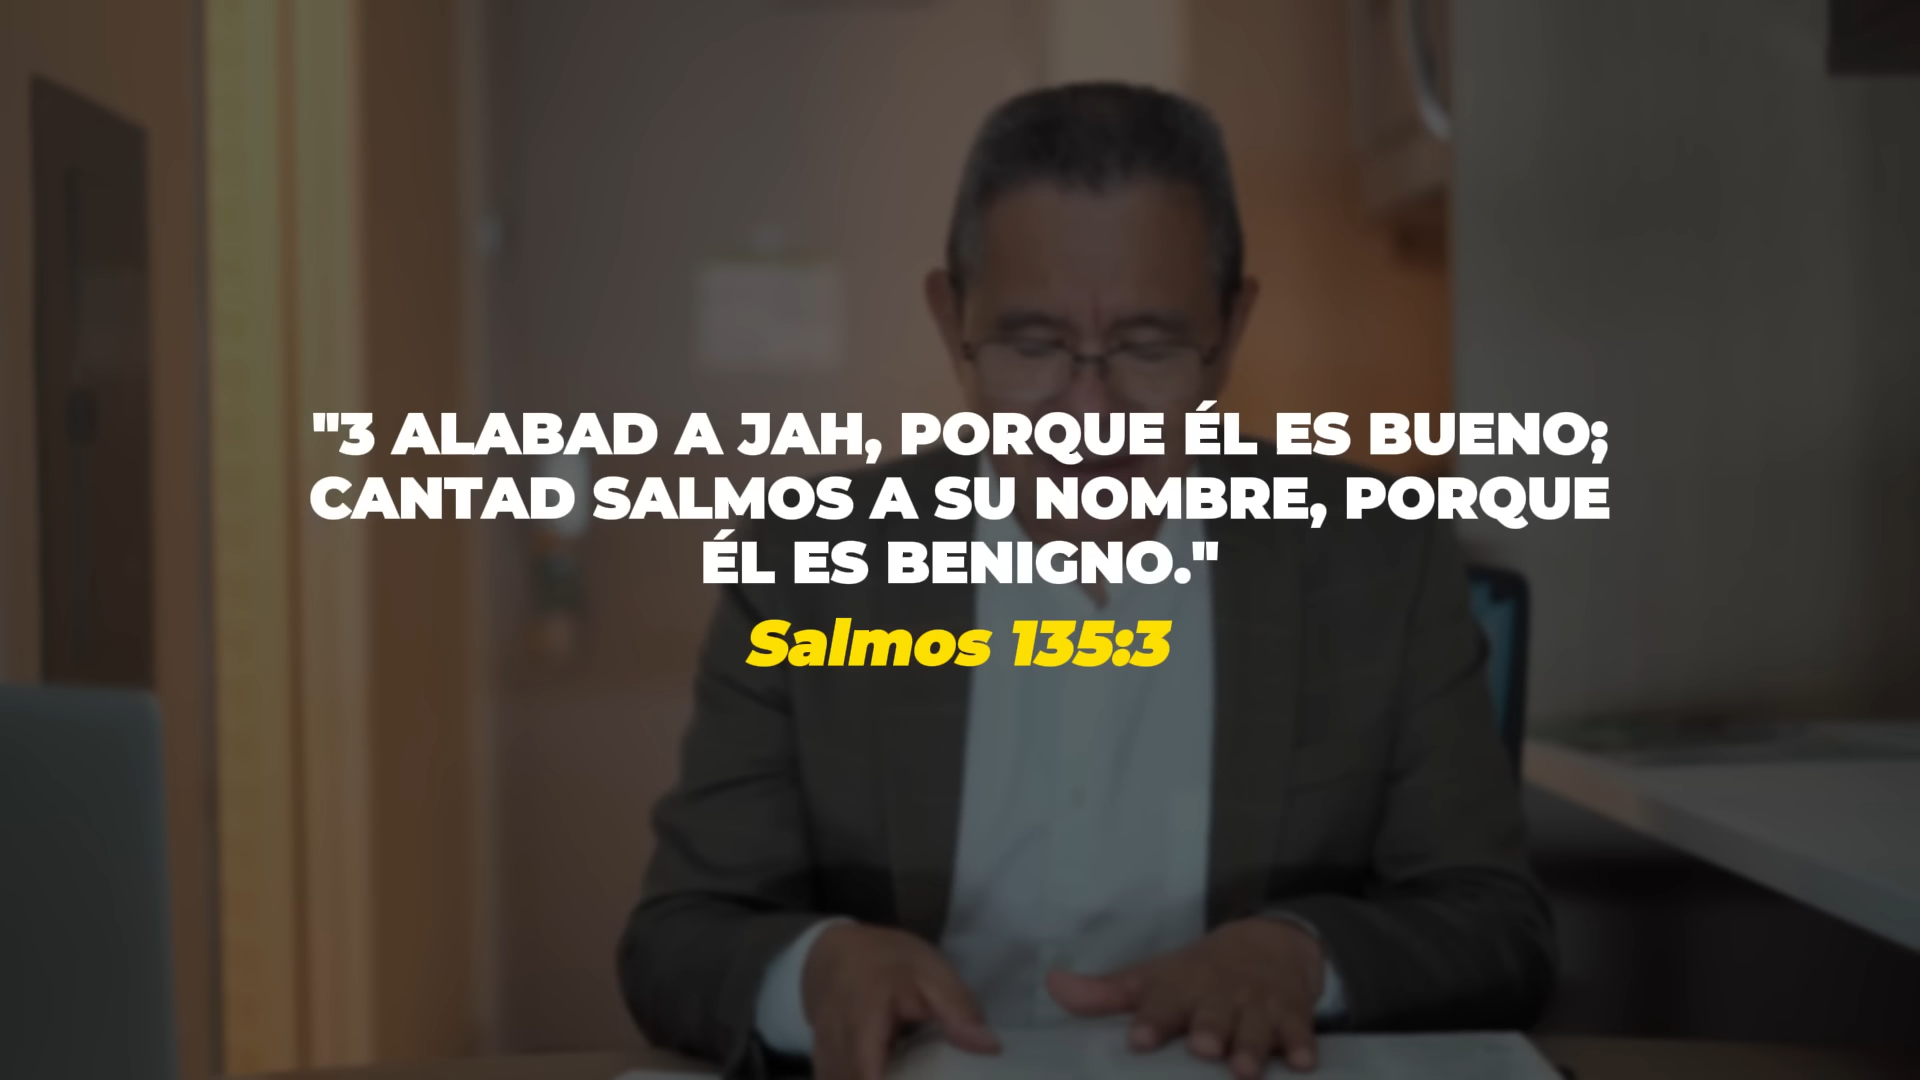 "3 ALABAD A JAH, PORQUE ÉL ES BUENO;
CANTAD SALMOS A SU NOMBRE, PORQUE
ÉL ES BENIGNO."
Salmos 135:3